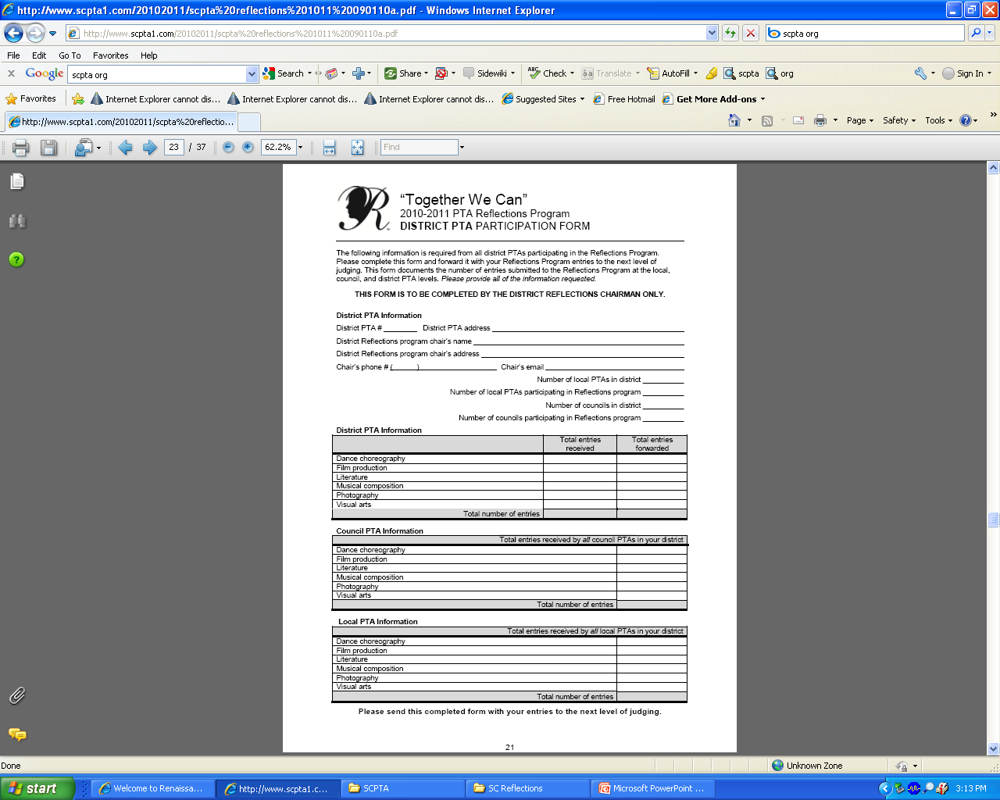 http://www.scpta1.com/20102011/scpta%20reflections%201011%20090110a.pdf - Windows Internet Explorer
http://www.scpta1.com/20102011/scpta%20reflections%201011%20090110a.pdf
scpta org
File Edit Go To Favorites Help
x Google scpta org Search Share Sidewiki ABC Check Translate AutoFill scpta org Sign In
Favorites Internet Explorer cannot dis... Internet Explorer cannot dis... Internet Explorer cannot dis... Suggested Sites Free Hotmail Get More Add-ons
http://www.scpta1.com/20102011/scpta%20reflectio... Page Safety Tools
23 / 37 62.2% Find
R
“Together We Can”
2010-2011 PTA Reflections Program
DISTRICT PTA PARTICIPATION FORM
The following information is required from all district PTAs participating in the Reflections Program.
Please complete this form and forward it with your Reflections Program entries to the next level of
judging. This form documents the number of entries submitted to the Reflections Program at the local,
council, and district PTA levels. Please provide all of the information requested.
THIS FORM IS TO BE COMPLETED BY THE DISTRICT REFLECTIONS CHAIRMAN ONLY.
District PTA Information
District PTA # ________ District PTA address ________
District Reflections program chair's name ________
District Reflections program chair's address ________
Chair's phone # (______)________ Chair's email ________
Number of local PTAs in district ________
Number of local PTAs participating in Reflections program ________
Number of councils in district ________
Number of councils participating in Reflections program ________
District PTA Information
Total entries received Total entries forwarded
Dance choreography
Film production
Literature
Musical composition
Photography
Visual arts
Total number of entries
Council PTA Information
Total entries received by all council PTAs in your district
Dance choreography
Film production
Literature
Musical composition
Photography
Visual arts
Total number of entries
Local PTA Information
Total entries received by all local PTAs in your district
Dance choreography
Film production
Literature
Musical composition
Photography
Visual arts
Total number of entries
Please send this completed form with your entries to the next level of judging.
21
Done Unknown Zone
start Welcome to Renaissa... http://www.scpta1.c... SCPTA SC Reflections Microsoft PowerPoint ... 3:13 PM